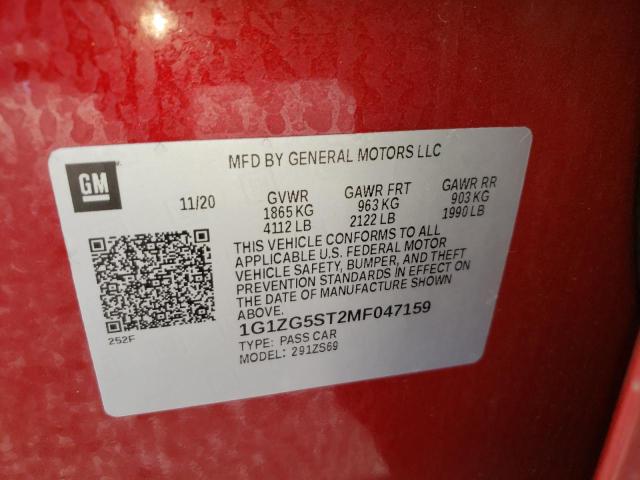 GM
MFD BY GENERAL MOTORS LLC
11/20 GVWR GAWR FRT GAWR RR
1865 KG 963 KG 903 KG
4112 LB 2122 LB 1990 LB
THIS VEHICLE CONFORMS TO ALL
APPLICABLE U.S. FEDERAL MOTOR
VEHICLE SAFETY, BUMPER, AND THEFT
PREVENTION STANDARDS IN EFFECT ON
THE DATE OF MANUFACTURE SHOWN
ABOVE.
252F
1G1ZG5ST2MF047159
TYPE: PASS CAR
MODEL: 291ZS69